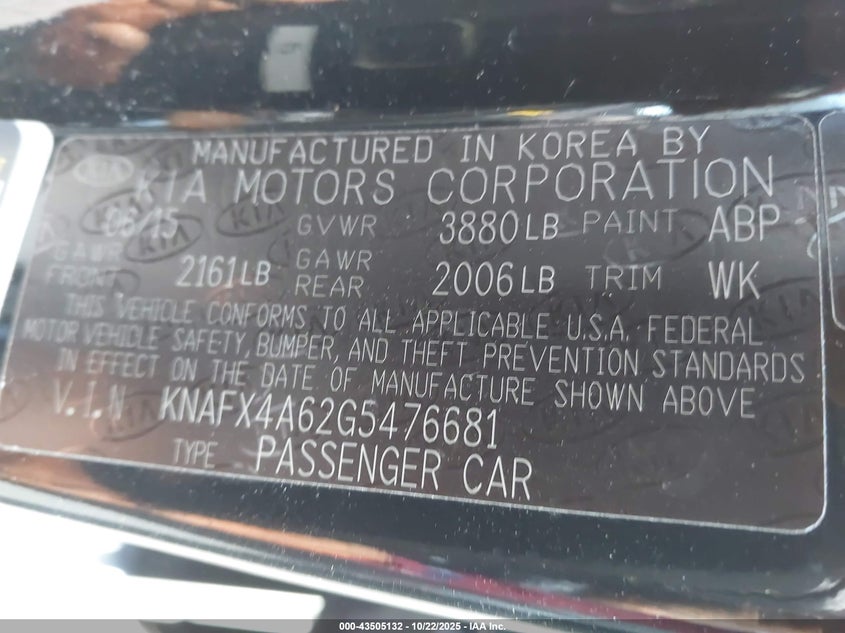 MANUFACTURED IN KOREA BY
KIA MOTORS CORPORATION
06/15 GVWR 3880LB PAINT ABP
GAWR FRONT 2161LB GAWR REAR 2006LB TRIM WK
THIS VEHICLE CONFORMS TO ALL APPLICABLE U.S.A. FEDERAL
MOTOR VEHICLE SAFETY, BUMPER, AND THEFT PREVENTION STANDARDS
IN EFFECT ON THE DATE OF MANUFACTURE SHOWN ABOVE
V.I.N KNAFX4A62G5476681
TYPE PASSENGER CAR
000-43505132 - 10/22/2025 - IAA Inc.